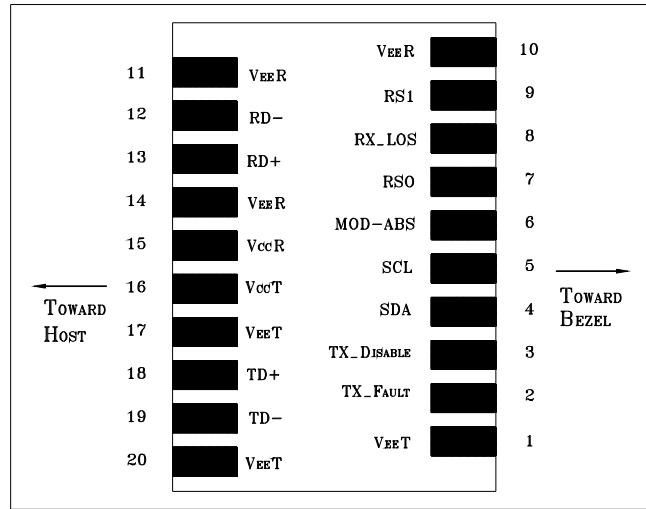 10 VEER
11 VEER
RS1 9
12 RD-
RX_LOS 8
13 RD+
RS0 7
14 VEER
MOD-ABS 6
15 VCCR
SCL 5
16 VCCT
TOWARD HOST
TOWARD BEZEL
SDA 4
17 VEET
TX_DISABLE 3
18 TD+
TX_FAULT 2
19 TD-
VEET 1
20 VEET